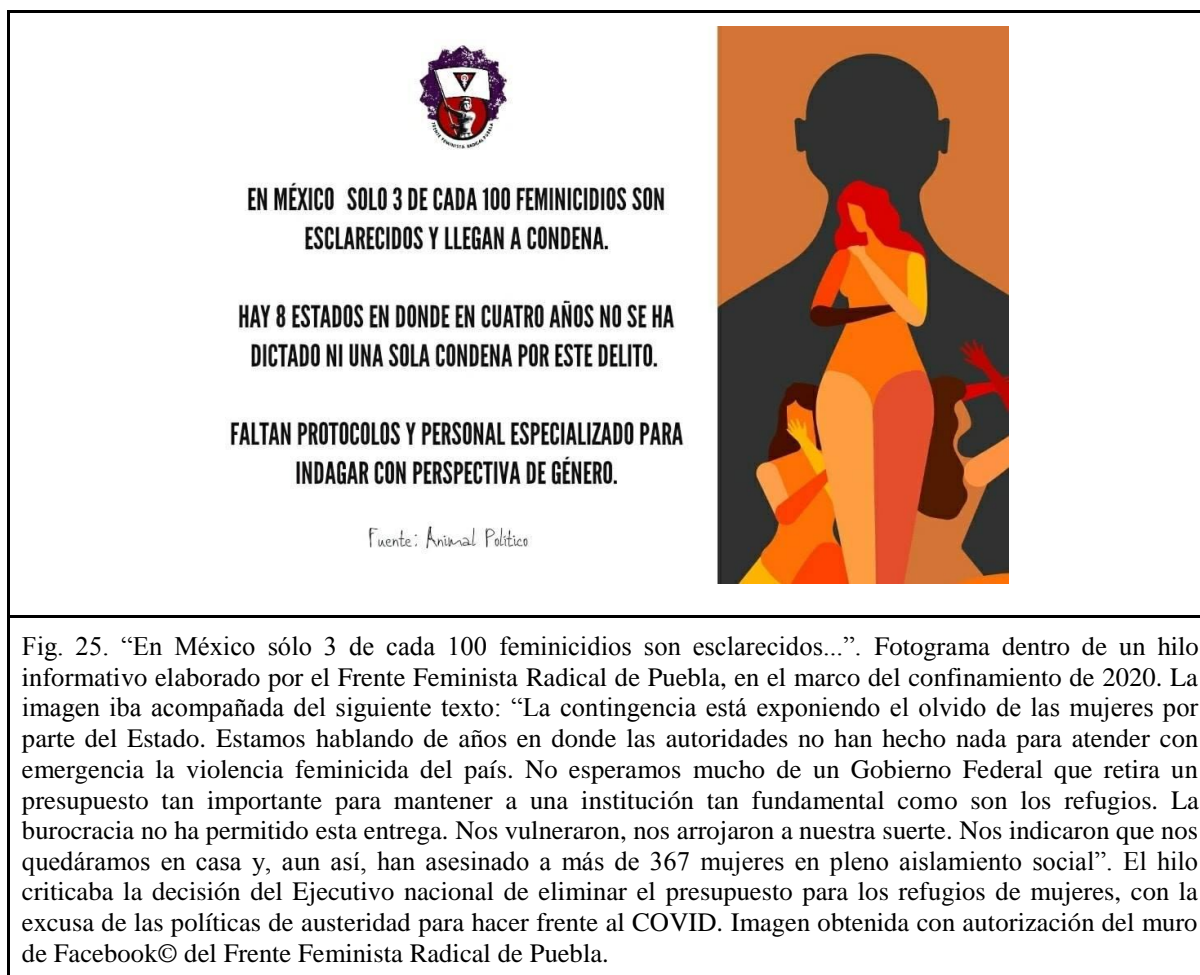 FRENTE FEMINISTA RADICAL PUEBLA
EN MÉXICO SOLO 3 DE CADA 100 FEMINICIDIOS SON
ESCLARECIDOS Y LLEGAN A CONDENA.
HAY 8 ESTADOS EN DONDE EN CUATRO AÑOS NO SE HA
DICTADO NI UNA SOLA CONDENA POR ESTE DELITO.
FALTAN PROTOCOLOS Y PERSONAL ESPECIALIZADO PARA
INDAGAR CON PERSPECTIVA DE GÉNERO.
Fuente: Animal Político
Fig. 25. “En México sólo 3 de cada 100 feminicidios son esclarecidos...”. Fotograma dentro de un hilo
informativo elaborado por el Frente Feminista Radical de Puebla, en el marco del confinamiento de 2020. La
imagen iba acompañada del siguiente texto: “La contingencia está exponiendo el olvido de las mujeres por
parte del Estado. Estamos hablando de años en donde las autoridades no han hecho nada para atender con
emergencia la violencia feminicida del país. No esperamos mucho de un Gobierno Federal que retira un
presupuesto tan importante para mantener a una institución tan fundamental como son los refugios. La
burocracia no ha permitido esta entrega. Nos vulneraron, nos arrojaron a nuestra suerte. Nos indicaron que nos
quedáramos en casa y, aun así, han asesinado a más de 367 mujeres en pleno aislamiento social”. El hilo
criticaba la decisión del Ejecutivo nacional de eliminar el presupuesto para los refugios de mujeres, con la
excusa de las políticas de austeridad para hacer frente al COVID. Imagen obtenida con autorización del muro
de Facebook© del Frente Feminista Radical de Puebla.